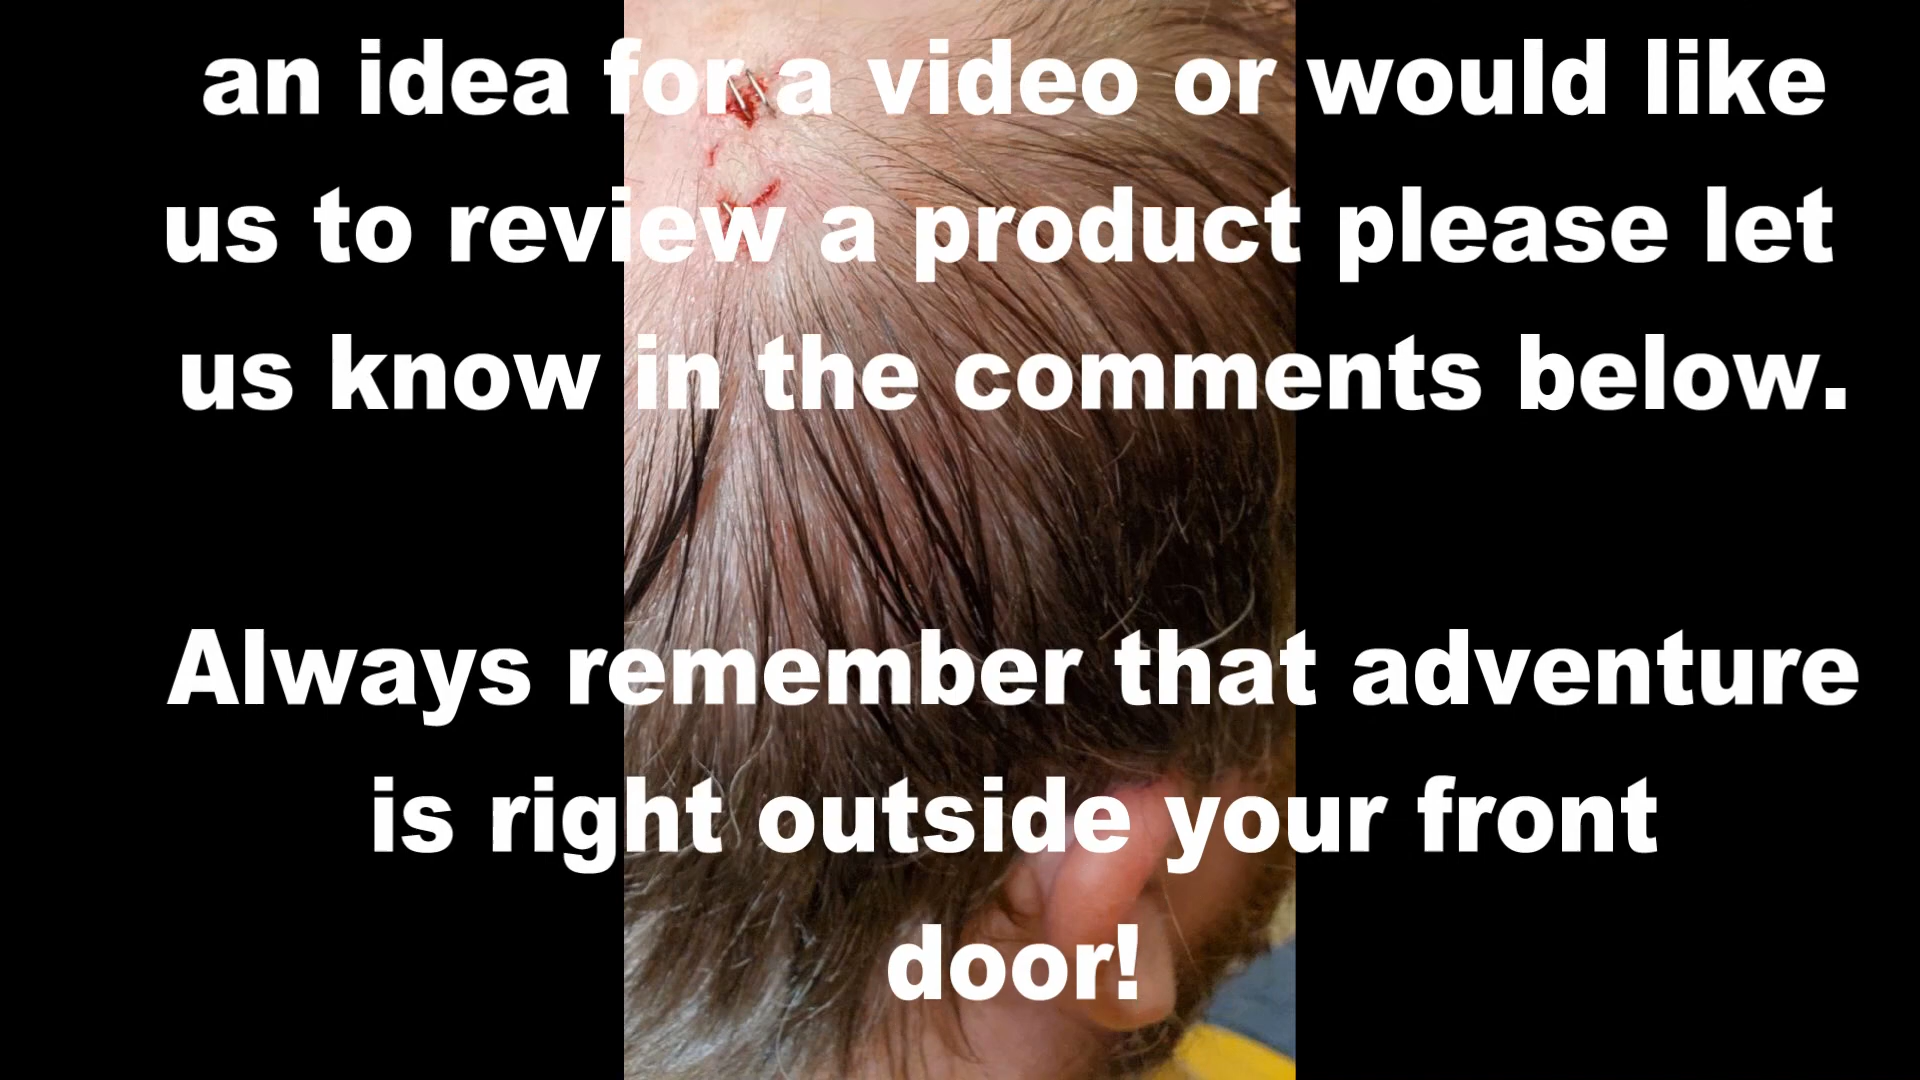 an idea for a video or would like
us to review a product please let
us know in the comments below.
Always remember that adventure
is right outside your front
door!